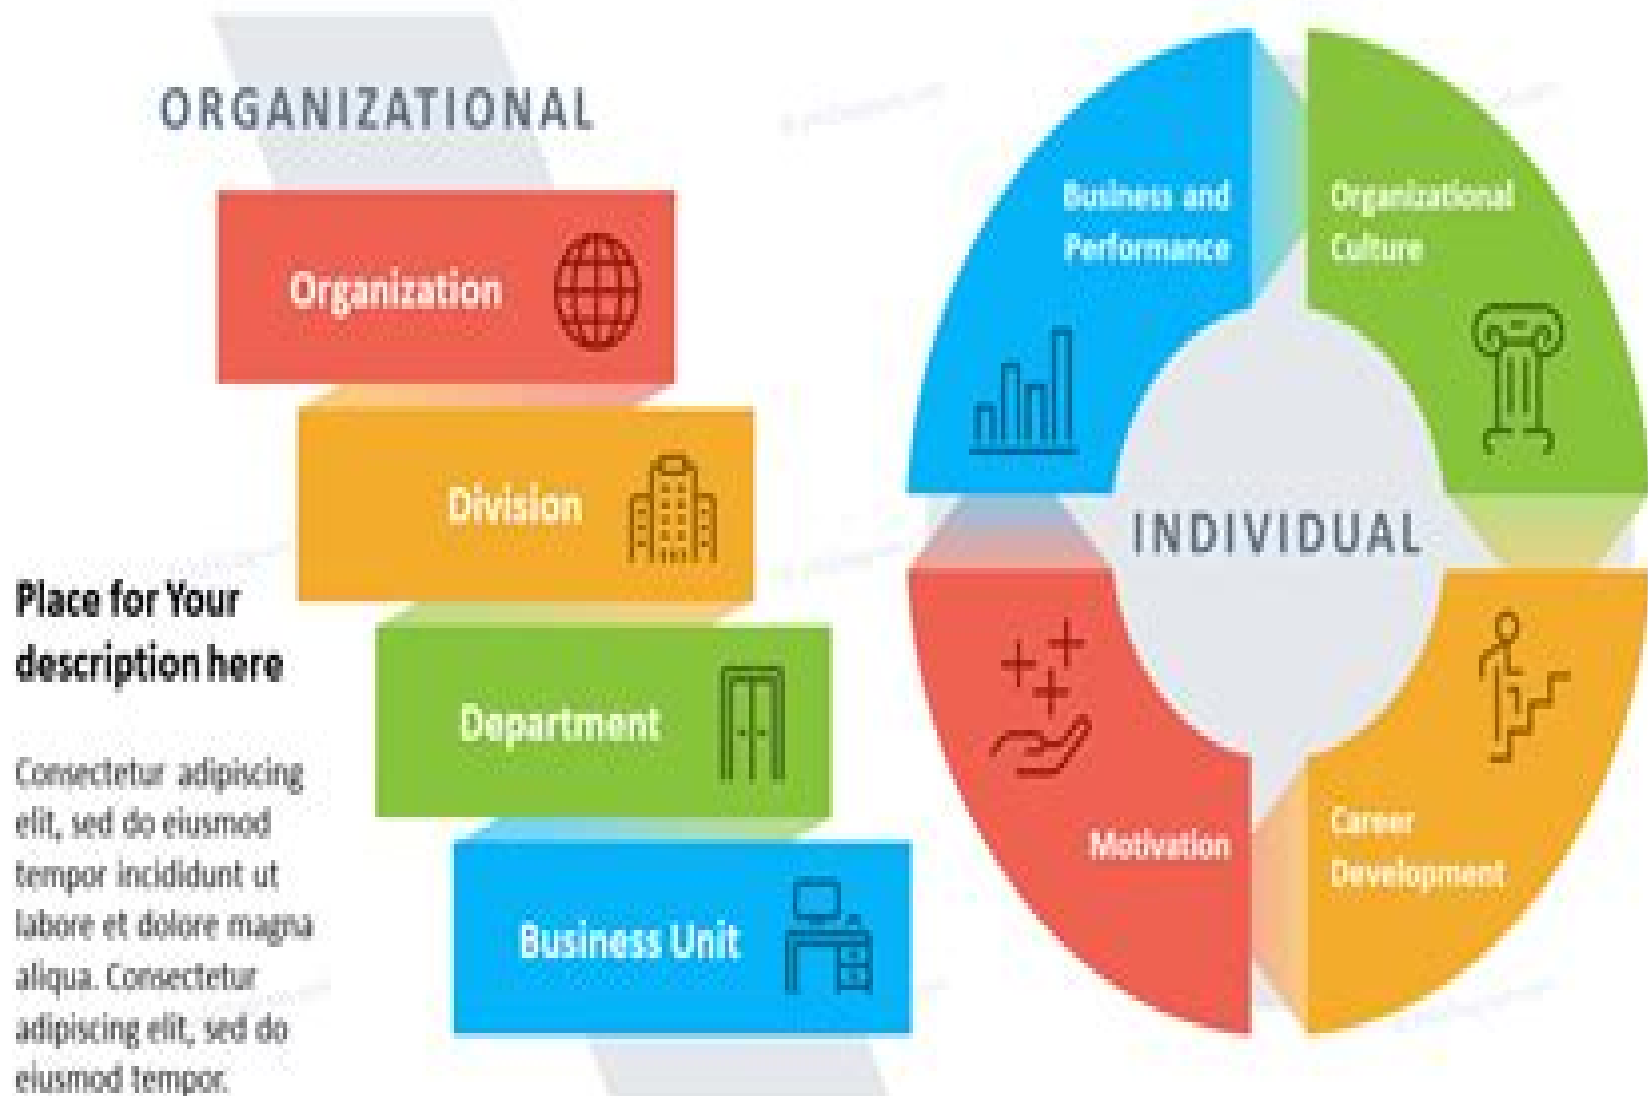 ORGANIZATIONAL
Organization
Division
Department
Business Unit
Place for Your
description here
Consectetur adipiscing
elit, sed do eiusmod
tempor incididunt ut
labore et dolore magna
aliqua. Consectetur
adipiscing elit, sed do
eiusmod tempor.
Business and
Performance
Organizational
Culture
INDIVIDUAL
Motivation
Career
Development